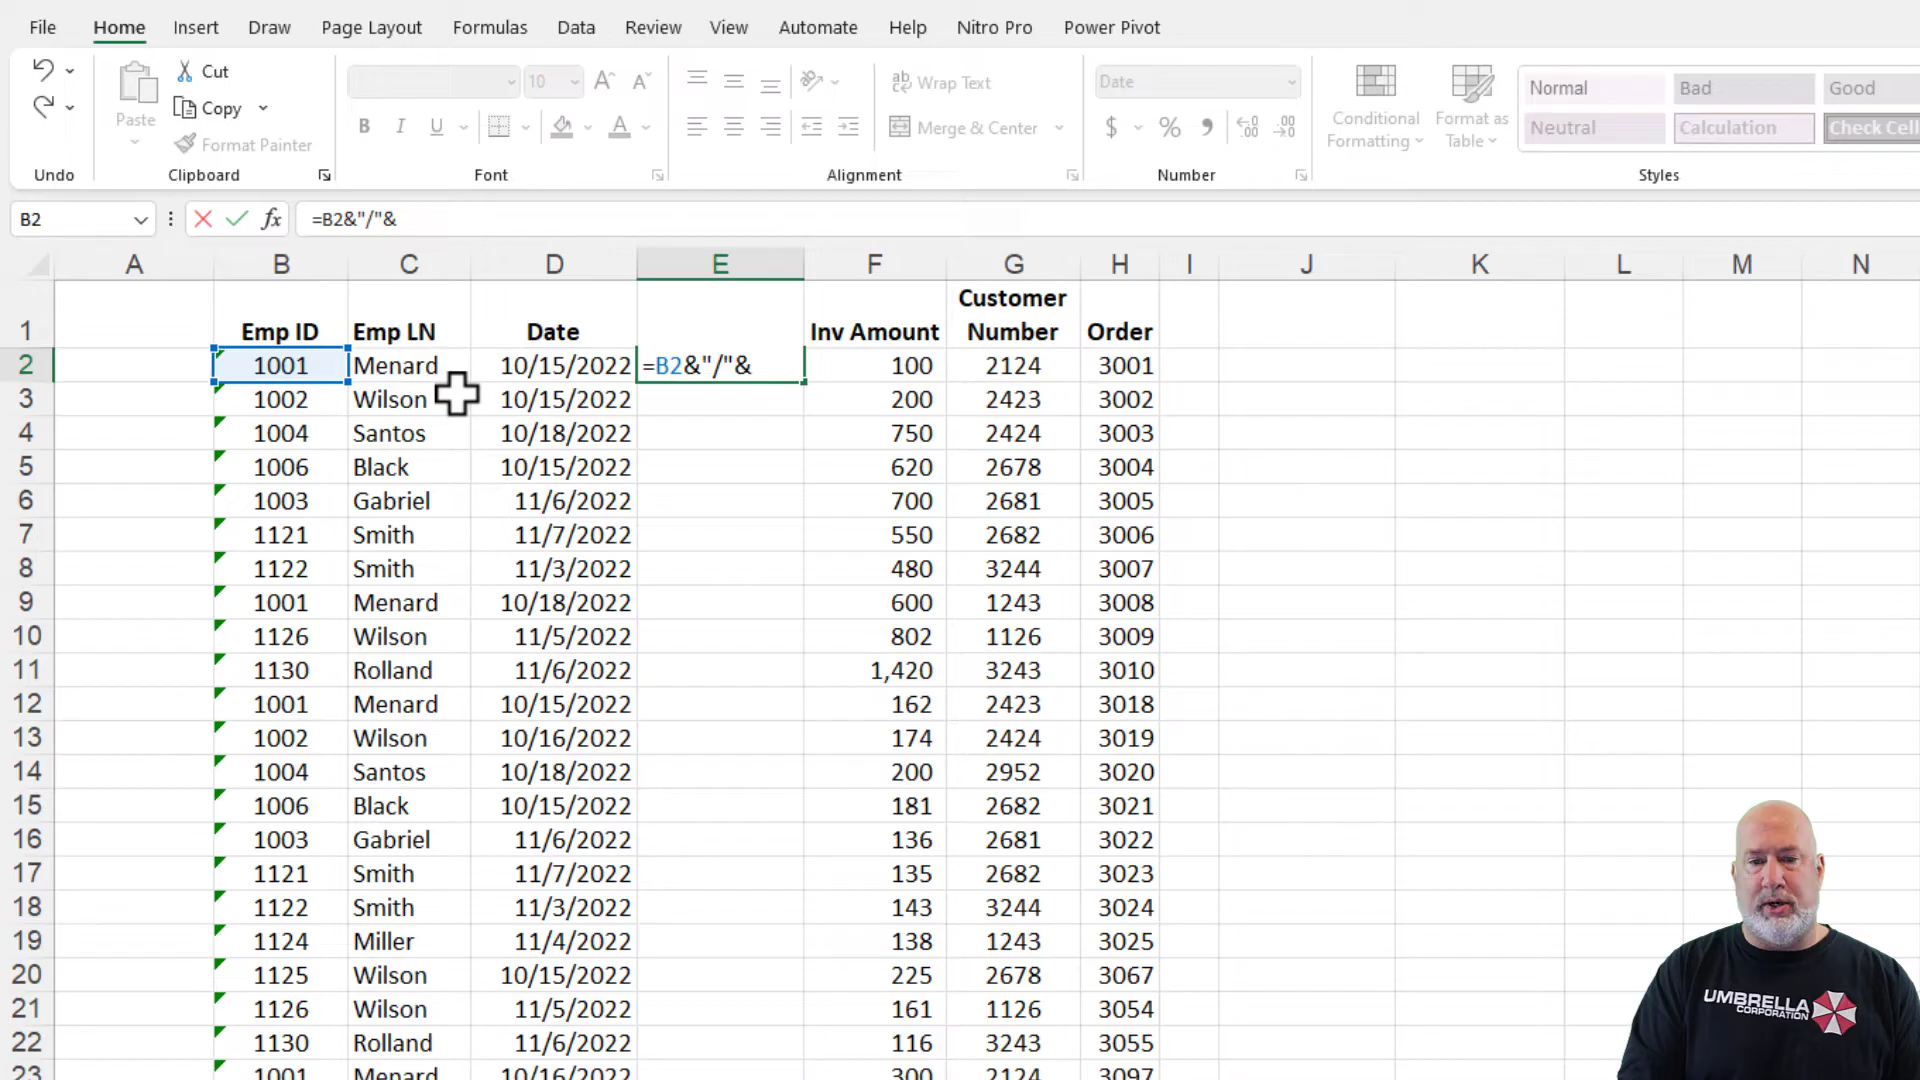 File Home Insert Draw Page Layout Formulas Data Review View Automate Help Nitro Pro Power Pivot
Cut
Copy
Paste
Format Painter
10
Wrap Text
Merge & Center
Date
Conditional Formatting
Format as Table
Normal Bad Good
Neutral Calculation Check Cell
Undo Clipboard Font Alignment Number Styles
B2 =B2&"/"&
A B C D E F G H I J K L M N
1 Emp ID Emp LN Date Inv Amount Customer Number Order
2 1001 Menard 10/15/2022 =B2&"/"& 100 2124 3001
3 1002 Wilson 10/15/2022 200 2423 3002
4 1004 Santos 10/18/2022 750 2424 3003
5 1006 Black 10/15/2022 620 2678 3004
6 1003 Gabriel 11/6/2022 700 2681 3005
7 1121 Smith 11/7/2022 550 2682 3006
8 1122 Smith 11/3/2022 480 3244 3007
9 1001 Menard 10/18/2022 600 1243 3008
10 1126 Wilson 11/5/2022 802 1126 3009
11 1130 Rolland 11/6/2022 1,420 3243 3010
12 1001 Menard 10/15/2022 162 2423 3018
13 1002 Wilson 10/16/2022 174 2424 3019
14 1004 Santos 10/18/2022 200 2952 3020
15 1006 Black 10/15/2022 181 2682 3021
16 1003 Gabriel 11/6/2022 136 2681 3022
17 1121 Smith 11/7/2022 135 2682 3023
18 1122 Smith 11/3/2022 143 3244 3024
19 1124 Miller 11/4/2022 138 1243 3025
20 1125 Wilson 10/15/2022 225 2678 3067
21 1126 Wilson 11/5/2022 161 1126 3054
22 1130 Rolland 11/6/2022 116 3243 3055
23 1001 Menard 10/16/2022 300 2124 3097
UMBRELLA
CORPORATION